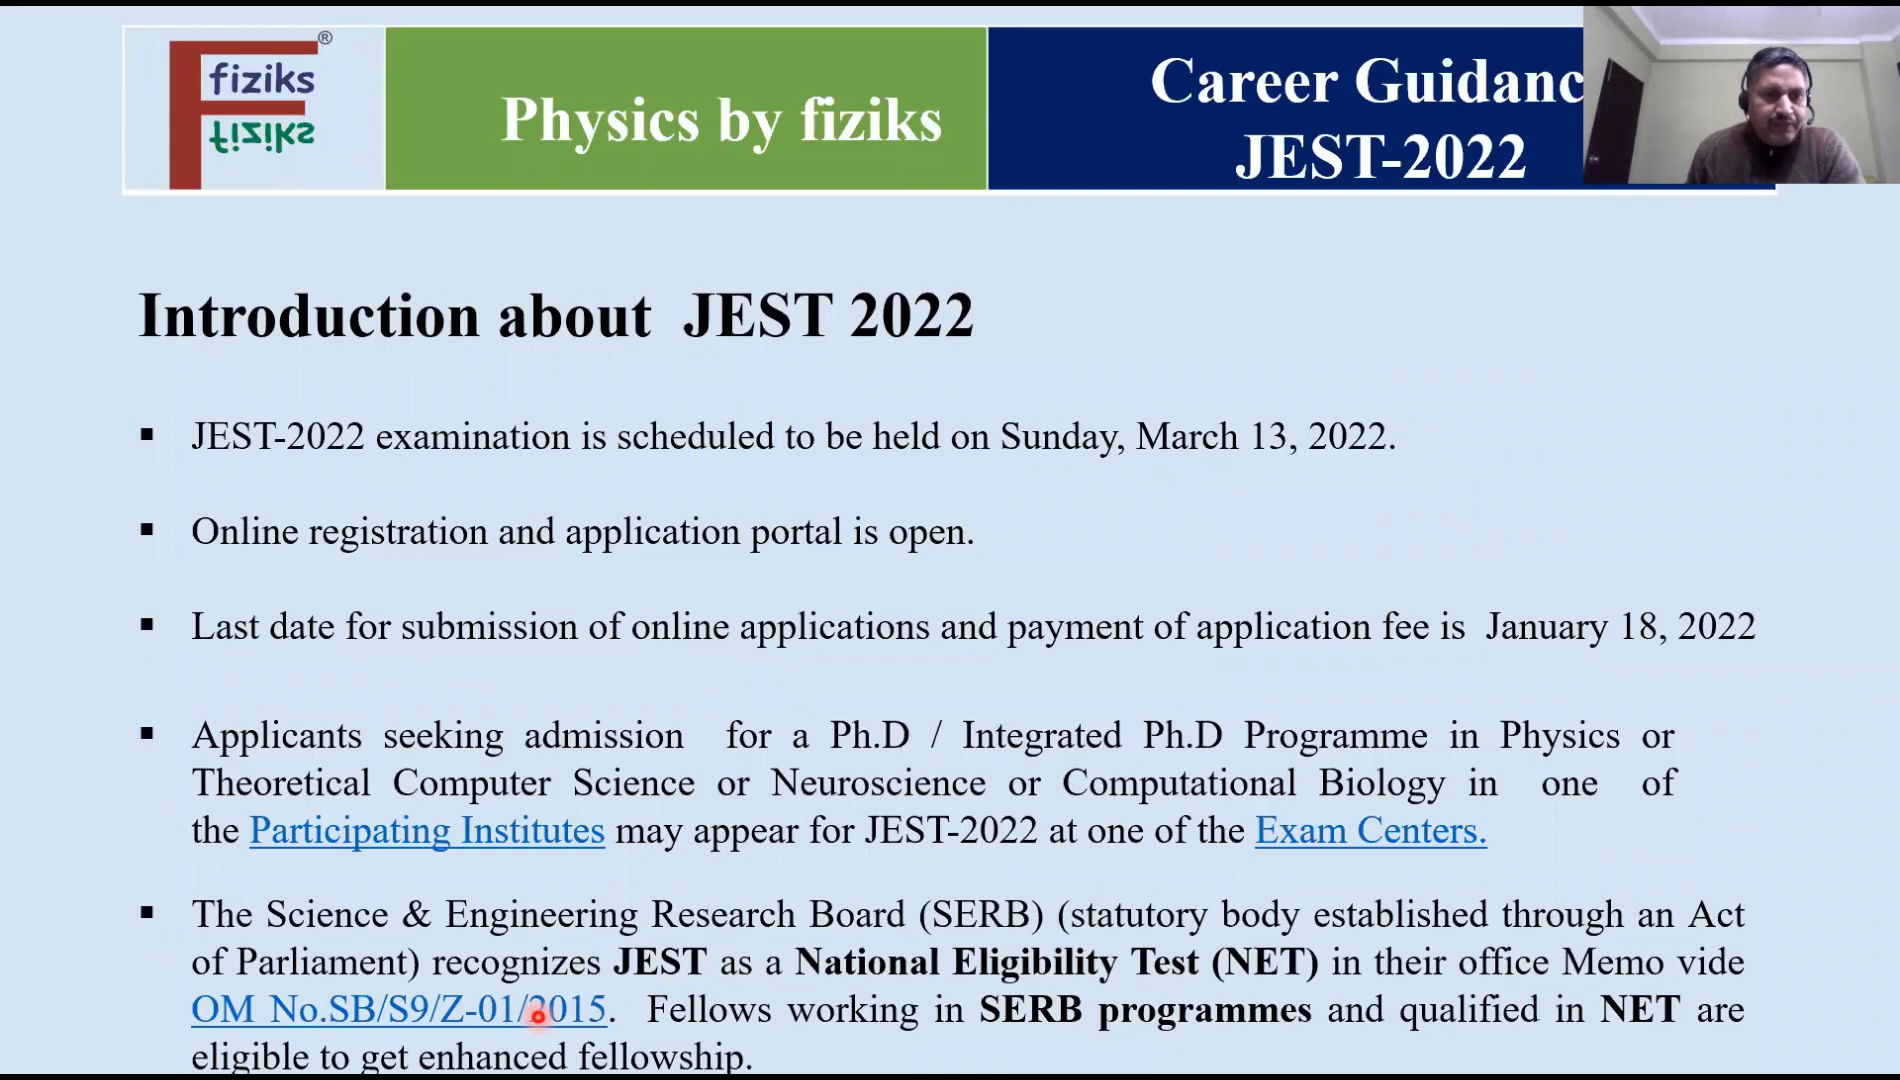 fiziks
fiziks
®
Physics by fiziks
Career Guidanc
JEST-2022
Introduction about JEST 2022
▪ JEST-2022 examination is scheduled to be held on Sunday, March 13, 2022.
▪ Online registration and application portal is open.
▪ Last date for submission of online applications and payment of application fee is January 18, 2022
▪ Applicants seeking admission for a Ph.D / Integrated Ph.D Programme in Physics or
Theoretical Computer Science or Neuroscience or Computational Biology in one of
the Participating Institutes may appear for JEST-2022 at one of the Exam Centers.
▪ The Science & Engineering Research Board (SERB) (statutory body established through an Act
of Parliament) recognizes JEST as a National Eligibility Test (NET) in their office Memo vide
OM No.SB/S9/Z-01/2015. Fellows working in SERB programmes and qualified in NET are
eligible to get enhanced fellowship.